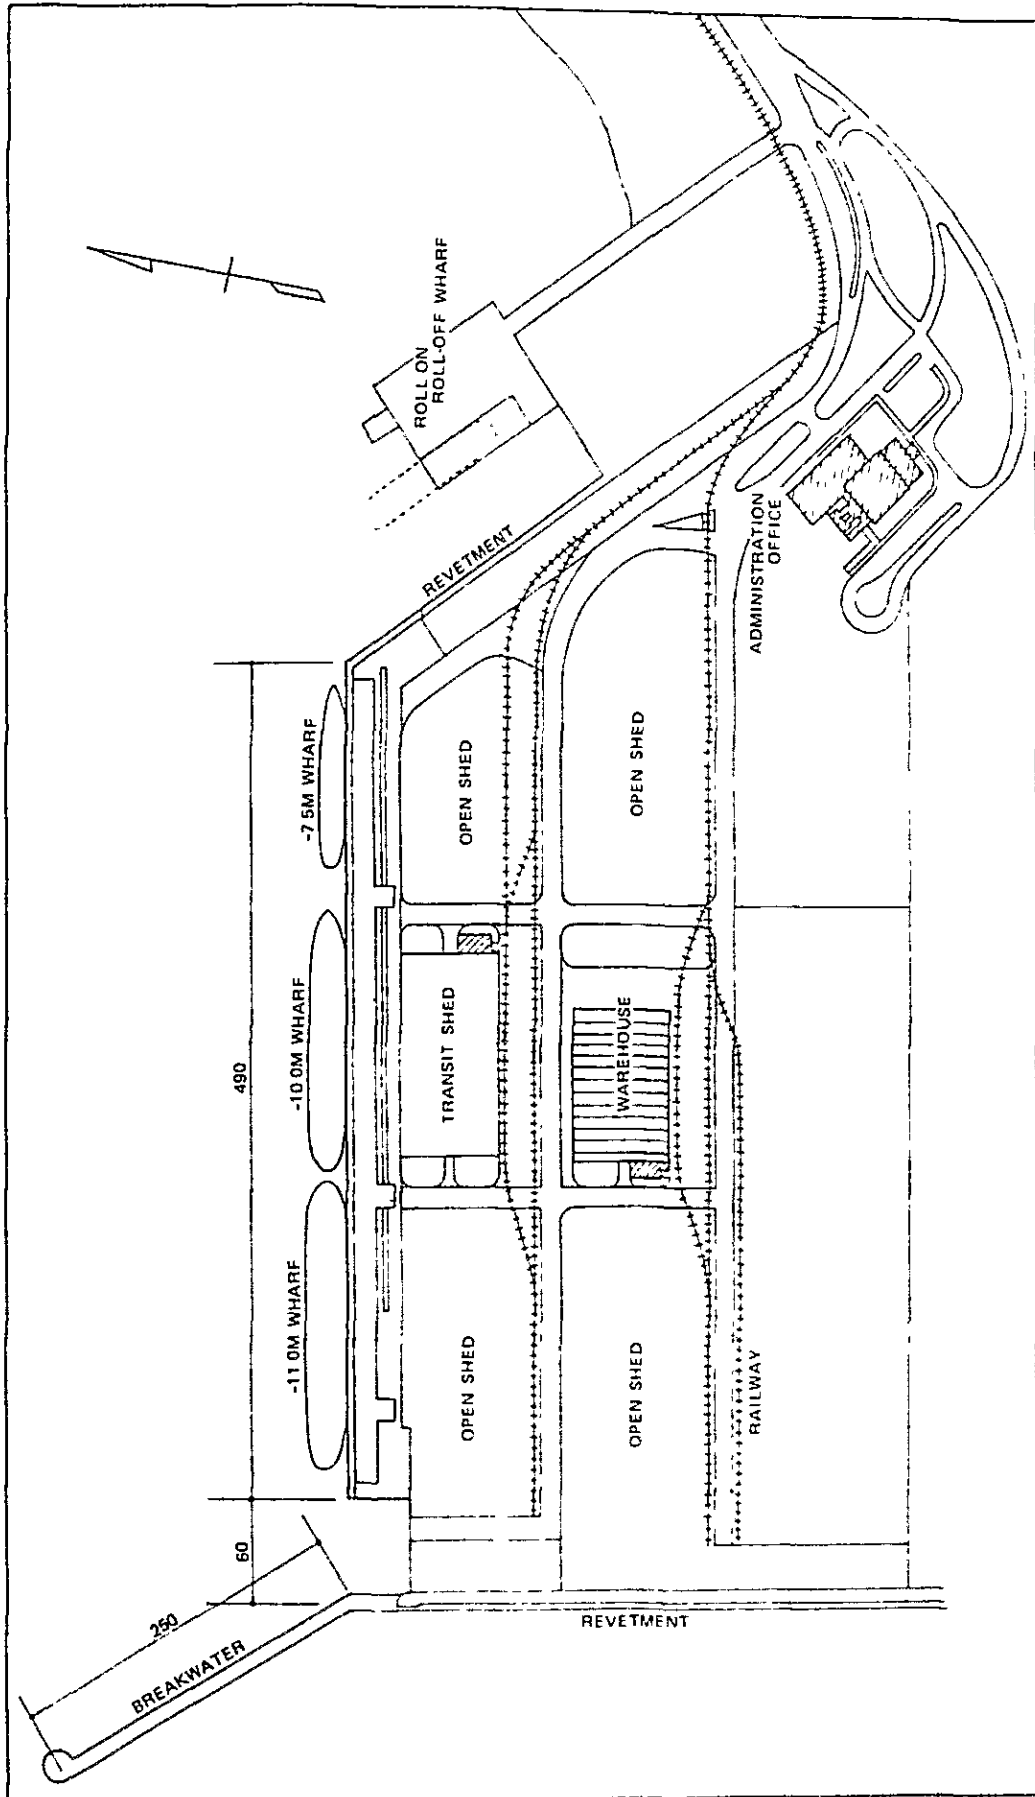 BREAKWATER
250
60
490
-11 0M WHARF
-10 0M WHARF
-7 5M WHARF
ROLL ON
ROLL-OFF WHARF
REVETMENT
OPEN SHED
TRANSIT SHED
OPEN SHED
OPEN SHED
WAREHOUSE
OPEN SHED
REVETMENT
RAILWAY
ADMINISTRATION
OFFICE